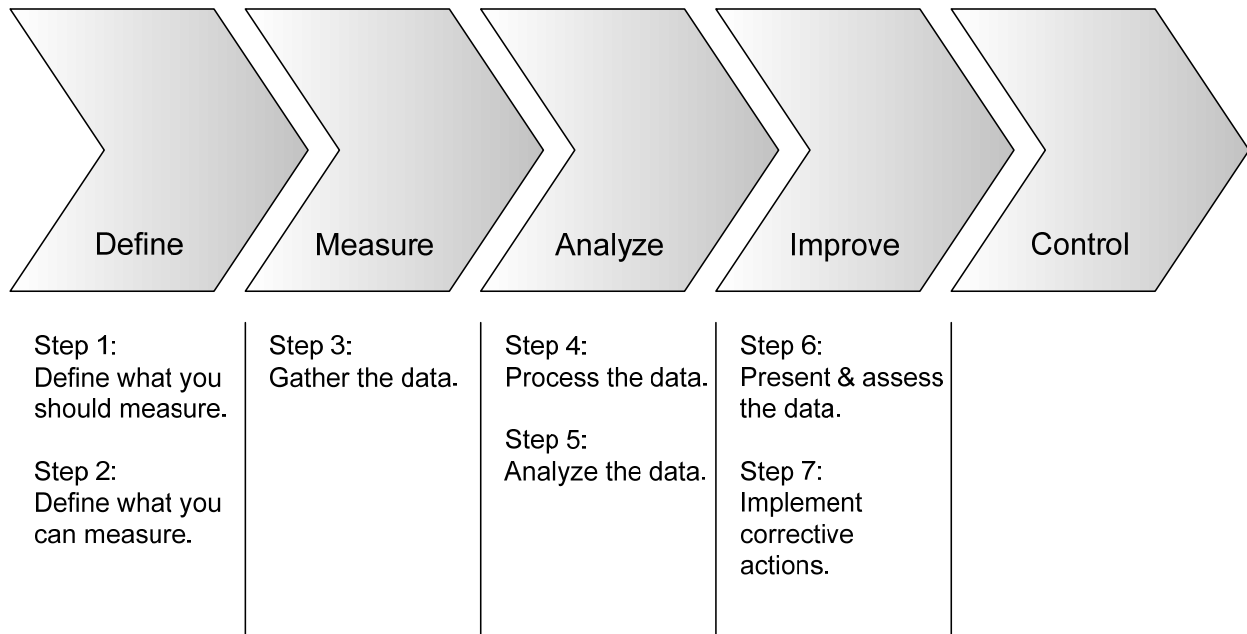 Define
Measure
Analyze
Improve
Control
Step 1:
Define what you
should measure.
Step 2:
Define what you
can measure.
Step 3:
Gather the data.
Step 4:
Process the data.
Step 5:
Analyze the data.
Step 6:
Present & assess
the data.
Step 7:
Implement
corrective
actions.